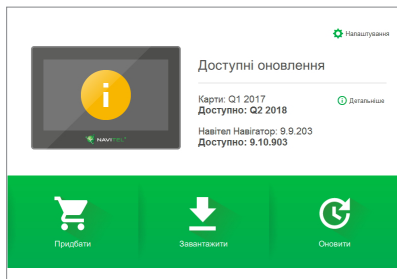 Налаштування
Доступні оновлення
Карти: Q1 2017
Детальніше
Доступно: Q2 2018
Навітел Навігатор: 9.9.203
Доступно: 9.10.903
NAVITEL
Придбати
Завантажити
Оновити